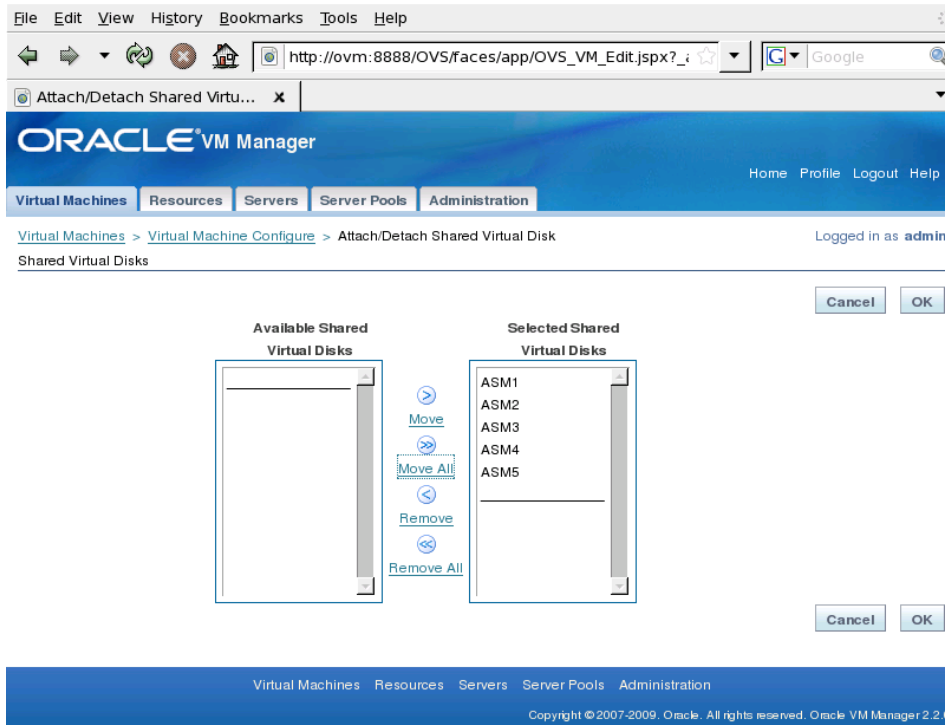 File Edit View History Bookmarks Tools Help
http://ovm:8888/OVS/faces/app/OVS_VM_Edit.jspx?_a
G Google
Attach/Detach Shared Virtu... x
ORACLE VM Manager
Home Profile Logout Help
Virtual Machines Resources Servers Server Pools Administration
Virtual Machines > Virtual Machine Configure > Attach/Detach Shared Virtual Disk Logged in as admin
Shared Virtual Disks
Cancel OK
Available Shared
Virtual Disks
Selected Shared
Virtual Disks
Move
Move All
Remove
Remove All
ASM1
ASM2
ASM3
ASM4
ASM5
Cancel OK
Virtual Machines Resources Servers Server Pools Administration
Copyright © 2007-2009. Oracle. All rights reserved. Oracle VM Manager 2.2.